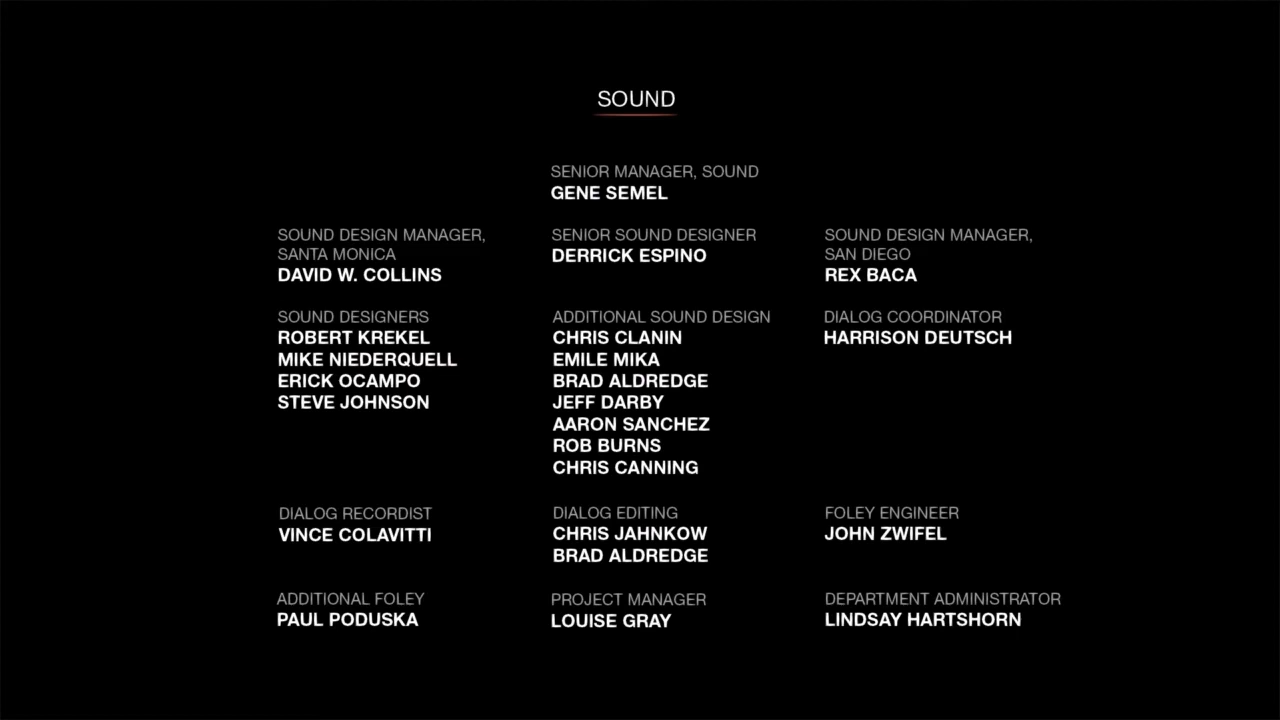 SOUND
SENIOR MANAGER, SOUND
GENE SEMEL
SOUND DESIGN MANAGER,
SANTA MONICA
DAVID W. COLLINS
SENIOR SOUND DESIGNER
DERRICK ESPINO
SOUND DESIGN MANAGER,
SAN DIEGO
REX BACA
SOUND DESIGNERS
ROBERT KREKEL
MIKE NIEDERQUELL
ERICK OCAMPO
STEVE JOHNSON
ADDITIONAL SOUND DESIGN
CHRIS CLANIN
EMILE MIKA
BRAD ALDREDGE
JEFF DARBY
AARON SANCHEZ
ROB BURNS
CHRIS CANNING
DIALOG COORDINATOR
HARRISON DEUTSCH
DIALOG RECORDIST
VINCE COLAVITTI
DIALOG EDITING
CHRIS JAHNKOW
BRAD ALDREDGE
FOLEY ENGINEER
JOHN ZWIFEL
ADDITIONAL FOLEY
PAUL PODUSKA
PROJECT MANAGER
LOUISE GRAY
DEPARTMENT ADMINISTRATOR
LINDSAY HARTSHORN